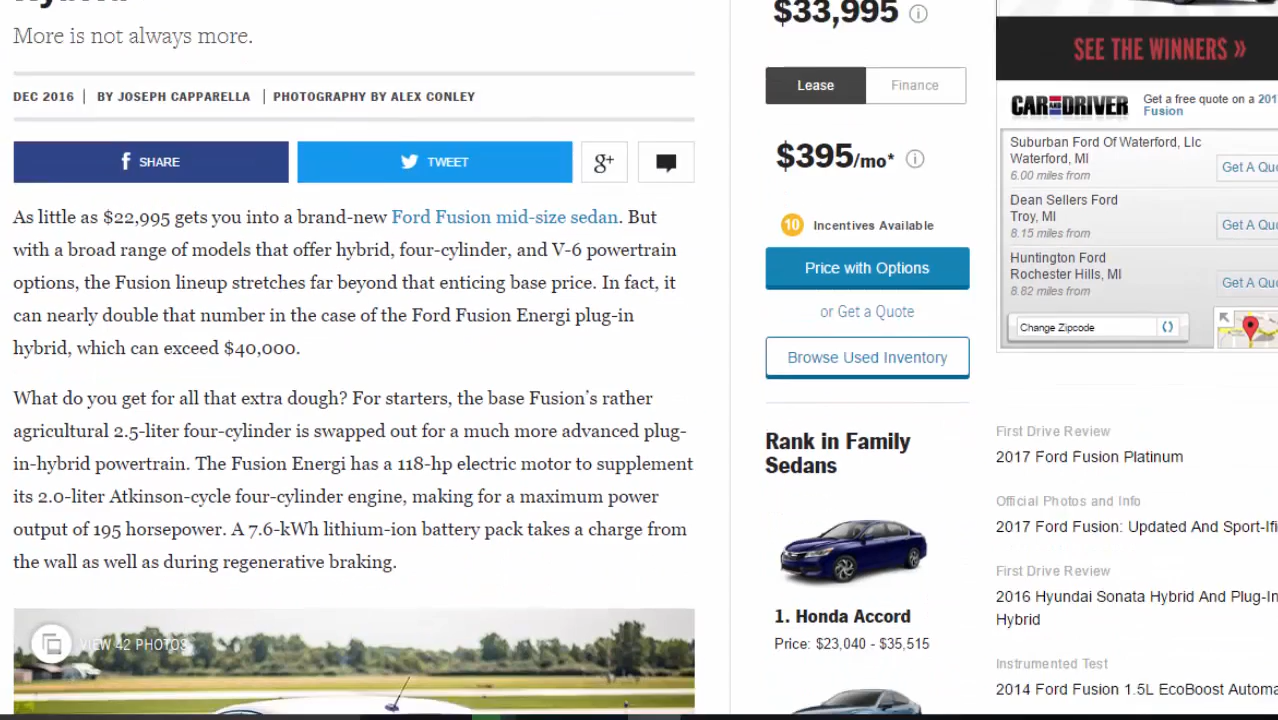 More is not always more.
DEC 2016 | BY JOSEPH CAPPARELLA | PHOTOGRAPHY BY ALEX CONLEY
f SHARE
TWEET
g+
As little as $22,995 gets you into a brand-new Ford Fusion mid-size sedan. But
with a broad range of models that offer hybrid, four-cylinder, and V-6 powertrain
options, the Fusion lineup stretches far beyond that enticing base price. In fact, it
can nearly double that number in the case of the Ford Fusion Energi plug-in
hybrid, which can exceed $40,000.
What do you get for all that extra dough? For starters, the base Fusion’s rather
agricultural 2.5-liter four-cylinder is swapped out for a much more advanced plug-
in-hybrid powertrain. The Fusion Energi has a 118-hp electric motor to supplement
its 2.0-liter Atkinson-cycle four-cylinder engine, making for a maximum power
output of 195 horsepower. A 7.6-kWh lithium-ion battery pack takes a charge from
the wall as well as during regenerative braking.
VIEW 42 PHOTOS
$33,995
Lease
Finance
$395/mo*
10 Incentives Available
Price with Options
or Get a Quote
Browse Used Inventory
Rank in Family
Sedans
1. Honda Accord
Price: $23,040 - $35,515
SEE THE WINNERS »
CAR AND DRIVER
Get a free quote on a 201
Fusion
Suburban Ford Of Waterford, Llc
Waterford, MI
6.00 miles from
Get A Quo
Dean Sellers Ford
Troy, MI
8.15 miles from
Get A Quo
Huntington Ford
Rochester Hills, MI
8.82 miles from
Get A Quo
Change Zipcode
First Drive Review
2017 Ford Fusion Platinum
Official Photos and Info
2017 Ford Fusion: Updated And Sport-Ifi
First Drive Review
2016 Hyundai Sonata Hybrid And Plug-In
Hybrid
Instrumented Test
2014 Ford Fusion 1.5L EcoBoost Automa